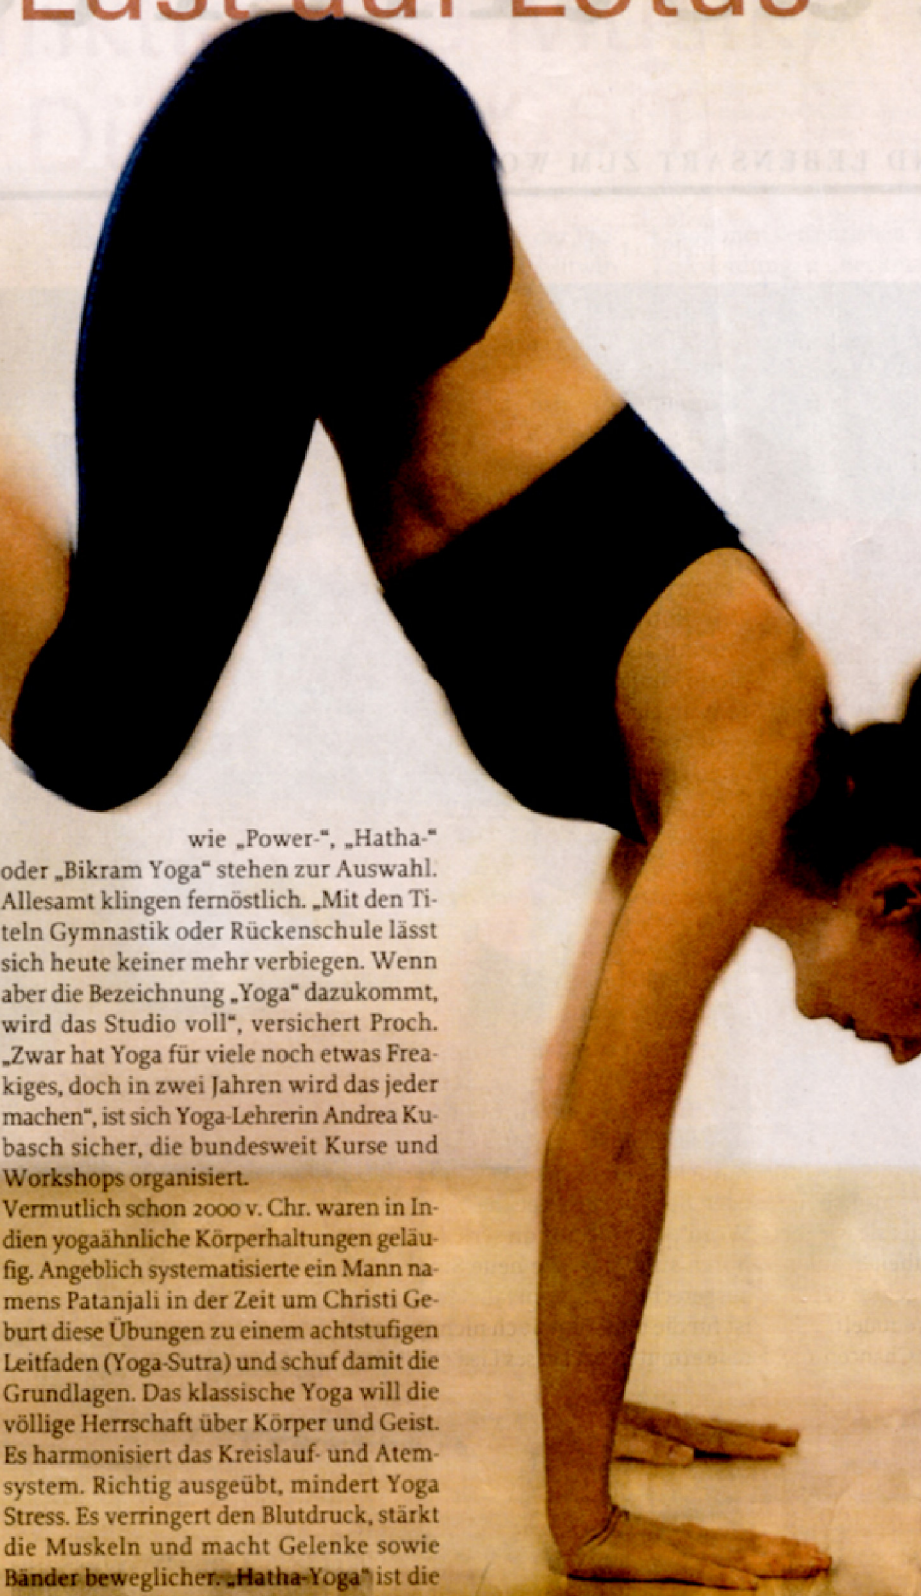 Lust auf Lotus
wie „Power-“, „Hatha-“
oder „Bikram Yoga“ stehen zur Auswahl.
Allesamt klingen fernöstlich. „Mit den Ti-
teln Gymnastik oder Rückenschule lässt
sich heute keiner mehr verbiegen. Wenn
aber die Bezeichnung „Yoga“ dazukommt,
wird das Studio voll“, versichert Proch.
„Zwar hat Yoga für viele noch etwas Frea-
kiges, doch in zwei Jahren wird das jeder
machen“, ist sich Yoga-Lehrerin Andrea Ku-
basch sicher, die bundesweit Kurse und
Workshops organisiert.
Vermutlich schon 2000 v. Chr. waren in In-
dien yogaähnliche Körperhaltungen geläu-
fig. Angeblich systematisierte ein Mann na-
mens Patanjali in der Zeit um Christi Ge-
burt diese Übungen zu einem achtstufigen
Leitfaden (Yoga-Sutra) und schuf damit die
Grundlagen. Das klassische Yoga will die
völlige Herrschaft über Körper und Geist.
Es harmonisiert das Kreislauf- und Atem-
system. Richtig ausgeübt, mindert Yoga
Stress. Es verringert den Blutdruck, stärkt
die Muskeln und macht Gelenke sowie
Bänder beweglicher. „Hatha-Yoga“ ist die